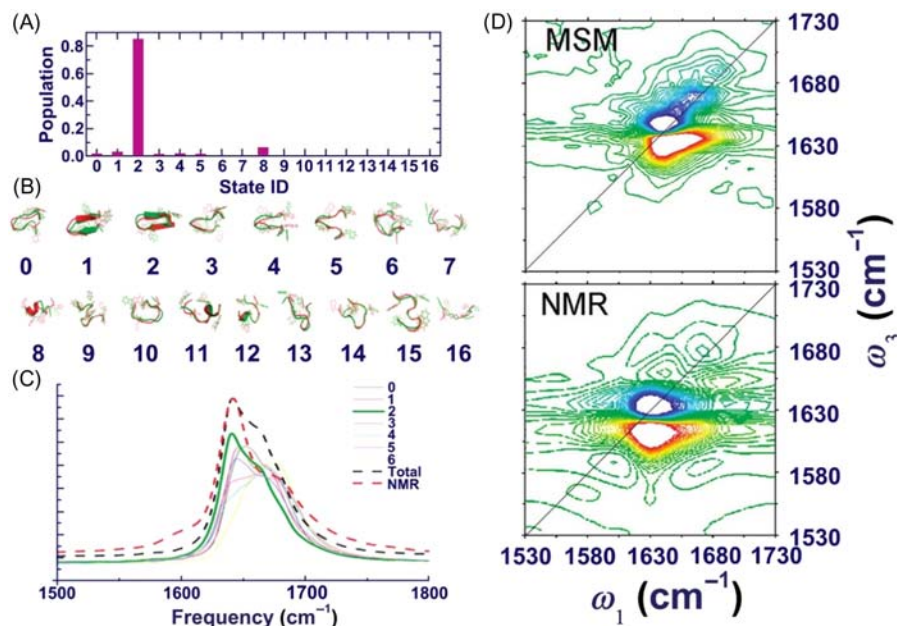 (A)
Population
0.8
0.4
0.0
0 1 2 3 4 5 6 7 8 9 10 11 12 13 14 15 16
State ID
(B)
0 1 2 3 4 5 6 7
8 9 10 11 12 13 14 15 16
(C)
0
1
2
3
4
5
6
Total
NMR
1500 1600 1700 1800
Frequency (cm⁻¹)
(D)
MSM
1730
1680
1630
1580
1530
NMR
1730
1680
1630
1580
1530
ω₃ (cm⁻¹)
1530 1580 1630 1680 1730
ω₁ (cm⁻¹)